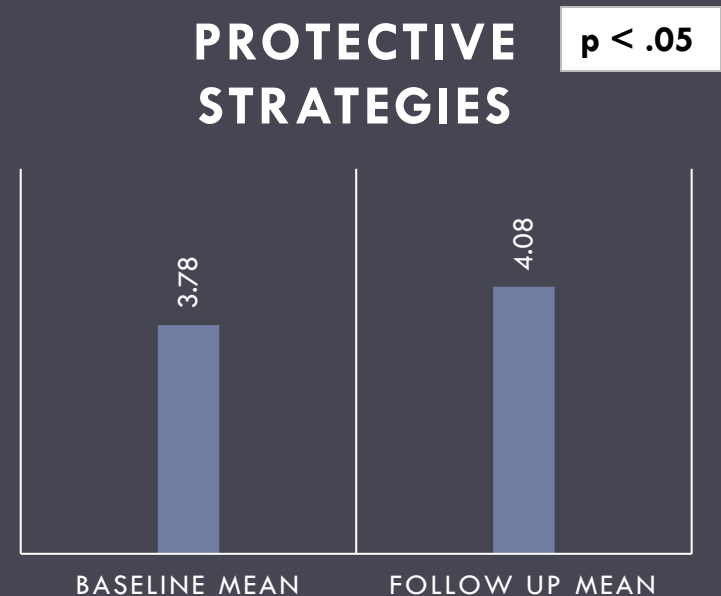 PROTECTIVE
STRATEGIES
p < .05
3.78
4.08
BASELINE MEAN
FOLLOW UP MEAN